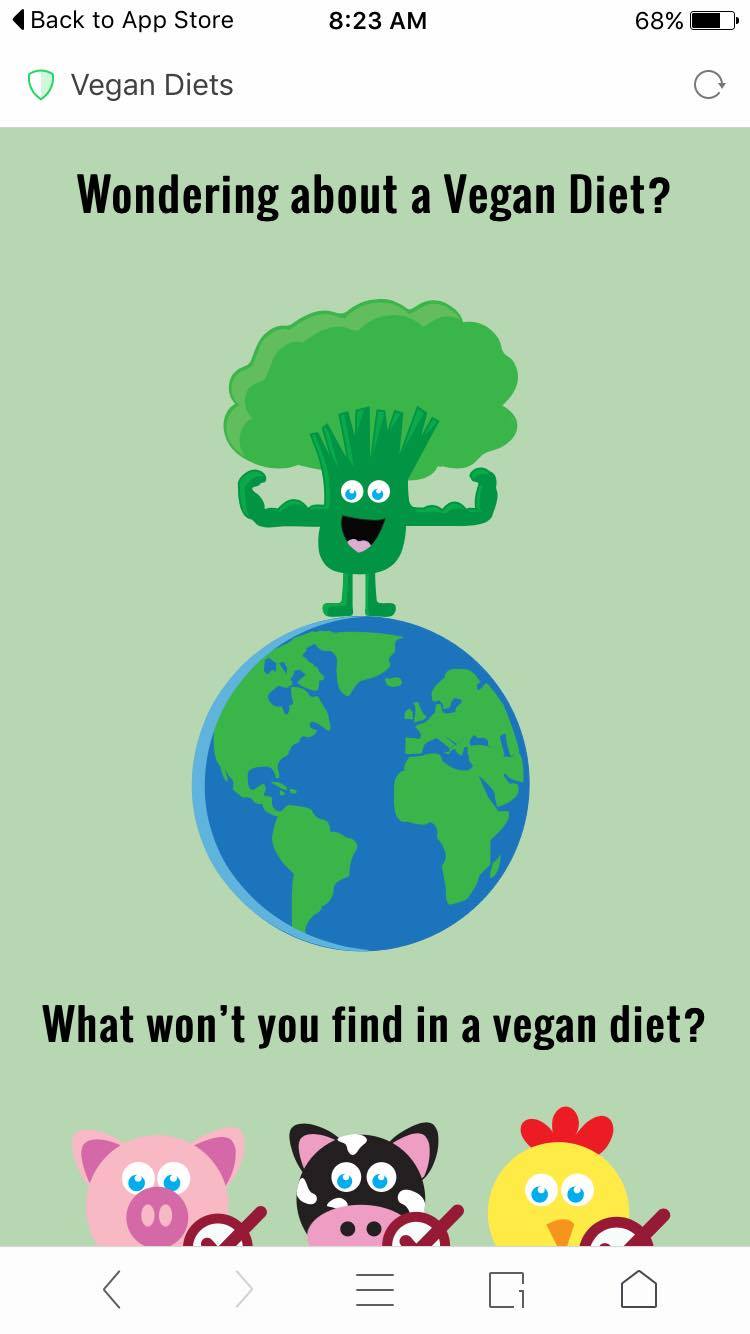 Back to App Store 8:23 AM 68%
Vegan Diets
Wondering about a Vegan Diet?
What won’t you find in a vegan diet?